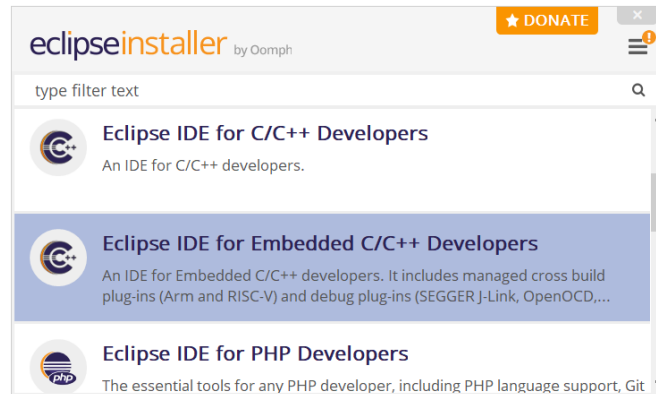 ★ DONATE
eclipseinstaller by Oomph
type filter text
C++
Eclipse IDE for C/C++ Developers
An IDE for C/C++ developers.
C++
Eclipse IDE for Embedded C/C++ Developers
An IDE for Embedded C/C++ developers. It includes managed cross build
plug-ins (Arm and RISC-V) and debug plug-ins (SEGGER J-Link, OpenOCD,...
php
Eclipse IDE for PHP Developers
The essential tools for any PHP developer, including PHP language support, Git